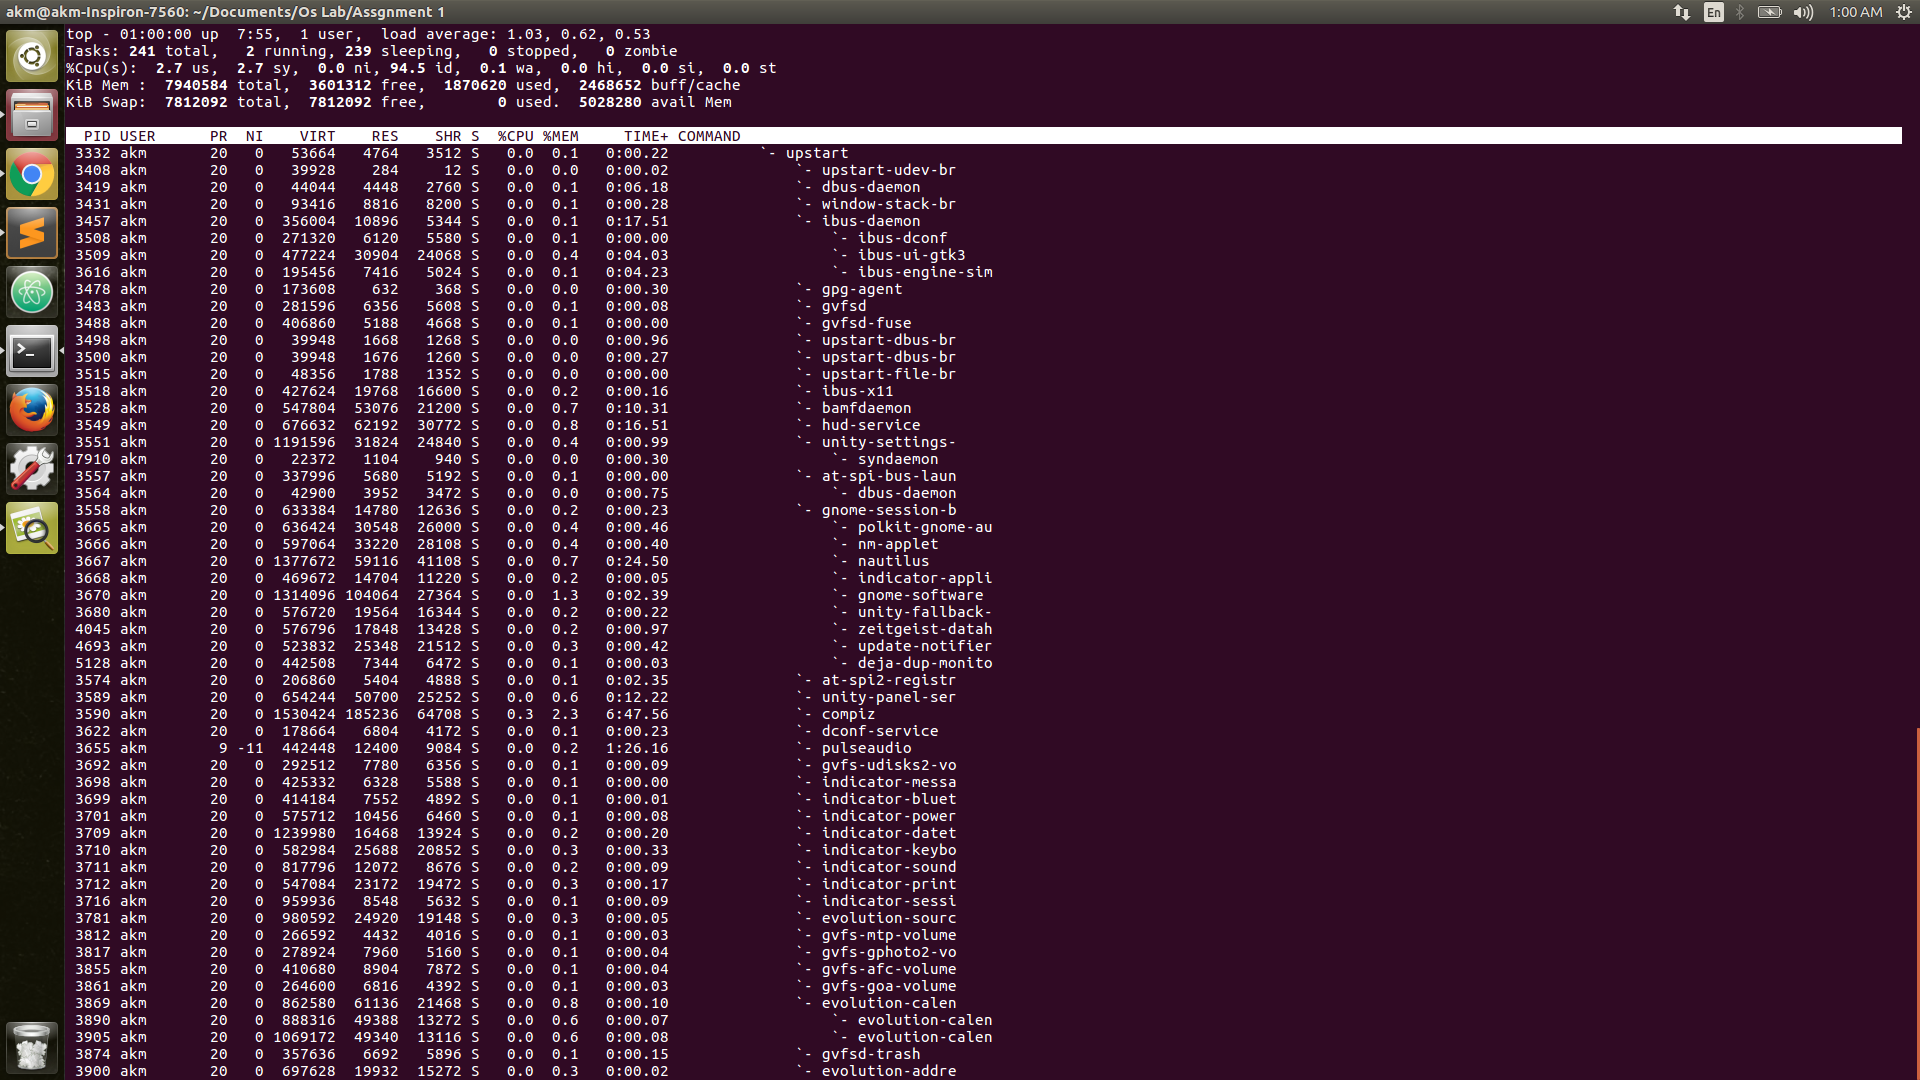 akm@akm-Inspiron-7560: ~/Documents/Os Lab/Assgnment 1 En 1:00 AM
top - 01:00:00 up  7:55,  1 user,  load average: 1.03, 0.62, 0.53
Tasks: 241 total,   2 running, 239 sleeping,   0 stopped,   0 zombie
%Cpu(s):  2.7 us,  2.7 sy,  0.0 ni, 94.5 id,  0.1 wa,  0.0 hi,  0.0 si,  0.0 st
KiB Mem :  7940584 total,  3601312 free,  1870620 used,  2468652 buff/cache
KiB Swap:  7812092 total,  7812092 free,        0 used.  5028280 avail Mem
PID USER PR NI VIRT RES SHR S %CPU %MEM TIME+ COMMAND
3332 akm 20 0 53664 4764 3512 S 0.0 0.1 0:00.22 `- upstart
3408 akm 20 0 39928 284 12 S 0.0 0.0 0:00.02 `- upstart-udev-br
3419 akm 20 0 44044 4448 2760 S 0.0 0.1 0:06.18 `- dbus-daemon
3431 akm 20 0 93416 8816 8200 S 0.0 0.1 0:00.28 `- window-stack-br
3457 akm 20 0 356004 10896 5344 S 0.0 0.1 0:17.51 `- ibus-daemon
3508 akm 20 0 271320 6120 5580 S 0.0 0.1 0:00.00 `- ibus-dconf
3509 akm 20 0 477224 30904 24068 S 0.0 0.4 0:04.03 `- ibus-ui-gtk3
3616 akm 20 0 195456 7416 5024 S 0.0 0.1 0:04.23 `- ibus-engine-sim
3478 akm 20 0 173608 632 368 S 0.0 0.0 0:00.30 `- gpg-agent
3483 akm 20 0 281596 6356 5608 S 0.0 0.1 0:00.08 `- gvfsd
3488 akm 20 0 406860 5188 4668 S 0.0 0.1 0:00.00 `- gvfsd-fuse
3498 akm 20 0 39948 1668 1268 S 0.0 0.0 0:00.96 `- upstart-dbus-br
3500 akm 20 0 39948 1676 1260 S 0.0 0.0 0:00.27 `- upstart-dbus-br
3515 akm 20 0 48356 1788 1352 S 0.0 0.0 0:00.00 `- upstart-file-br
3518 akm 20 0 427624 19768 16600 S 0.0 0.2 0:00.16 `- ibus-x11
3528 akm 20 0 547804 53076 21200 S 0.0 0.7 0:10.31 `- bamfdaemon
3549 akm 20 0 676632 62192 30772 S 0.0 0.8 0:16.51 `- hud-service
3551 akm 20 0 1191596 31824 24840 S 0.0 0.4 0:00.99 `- unity-settings-
17910 akm 20 0 22372 1104 940 S 0.0 0.0 0:00.30 `- syndaemon
3557 akm 20 0 337996 5680 5192 S 0.0 0.1 0:00.00 `- at-spi-bus-laun
3564 akm 20 0 42900 3952 3472 S 0.0 0.0 0:00.75 `- dbus-daemon
3558 akm 20 0 633384 14780 12636 S 0.0 0.2 0:00.23 `- gnome-session-b
3665 akm 20 0 636424 30548 26000 S 0.0 0.4 0:00.46 `- polkit-gnome-au
3666 akm 20 0 597064 33220 28108 S 0.0 0.4 0:00.40 `- nm-applet
3667 akm 20 0 1377672 59116 41108 S 0.0 0.7 0:24.50 `- nautilus
3668 akm 20 0 469672 14704 11220 S 0.0 0.2 0:00.05 `- indicator-appli
3670 akm 20 0 1314096 104064 27364 S 0.0 1.3 0:02.39 `- gnome-software
3680 akm 20 0 576720 19564 16344 S 0.0 0.2 0:00.22 `- unity-fallback-
4045 akm 20 0 576796 17848 13428 S 0.0 0.2 0:00.97 `- zeitgeist-datah
4693 akm 20 0 523832 25348 21512 S 0.0 0.3 0:00.42 `- update-notifier
5128 akm 20 0 442508 7344 6472 S 0.0 0.1 0:00.03 `- deja-dup-monito
3574 akm 20 0 206860 5404 4888 S 0.0 0.1 0:02.35 `- at-spi2-registr
3589 akm 20 0 654244 50700 25252 S 0.0 0.6 0:12.22 `- unity-panel-ser
3590 akm 20 0 1530424 185236 64708 S 0.3 2.3 6:47.56 `- compiz
3622 akm 20 0 178664 6804 4172 S 0.0 0.1 0:00.23 `- dconf-service
3655 akm 9 -11 442448 12400 9084 S 0.0 0.2 1:26.16 `- pulseaudio
3692 akm 20 0 292512 7780 6356 S 0.0 0.1 0:00.09 `- gvfs-udisks2-vo
3698 akm 20 0 425332 6328 5588 S 0.0 0.1 0:00.00 `- indicator-messa
3699 akm 20 0 414184 7552 4892 S 0.0 0.1 0:00.01 `- indicator-bluet
3701 akm 20 0 575712 10456 6460 S 0.0 0.1 0:00.08 `- indicator-power
3709 akm 20 0 1239980 16468 13924 S 0.0 0.2 0:00.20 `- indicator-datet
3710 akm 20 0 582984 25688 20852 S 0.0 0.3 0:00.33 `- indicator-keybo
3711 akm 20 0 817796 12072 8676 S 0.0 0.2 0:00.09 `- indicator-sound
3712 akm 20 0 547084 23172 19472 S 0.0 0.3 0:00.17 `- indicator-print
3716 akm 20 0 959936 8548 5632 S 0.0 0.1 0:00.09 `- indicator-sessi
3781 akm 20 0 980592 24920 19148 S 0.0 0.3 0:00.05 `- evolution-sourc
3812 akm 20 0 266592 4432 4016 S 0.0 0.1 0:00.03 `- gvfs-mtp-volume
3817 akm 20 0 278924 7960 5160 S 0.0 0.1 0:00.04 `- gvfs-gphoto2-vo
3855 akm 20 0 410680 8904 7872 S 0.0 0.1 0:00.04 `- gvfs-afc-volume
3861 akm 20 0 264600 6816 4392 S 0.0 0.1 0:00.03 `- gvfs-goa-volume
3869 akm 20 0 862580 61136 21468 S 0.0 0.8 0:00.10 `- evolution-calen
3890 akm 20 0 888316 49388 13272 S 0.0 0.6 0:00.07 `- evolution-calen
3905 akm 20 0 1069172 49340 13116 S 0.0 0.6 0:00.08 `- evolution-calen
3874 akm 20 0 357636 6692 5896 S 0.0 0.1 0:00.15 `- gvfsd-trash
3900 akm 20 0 697628 19932 15272 S 0.0 0.3 0:00.02 `- evolution-addre